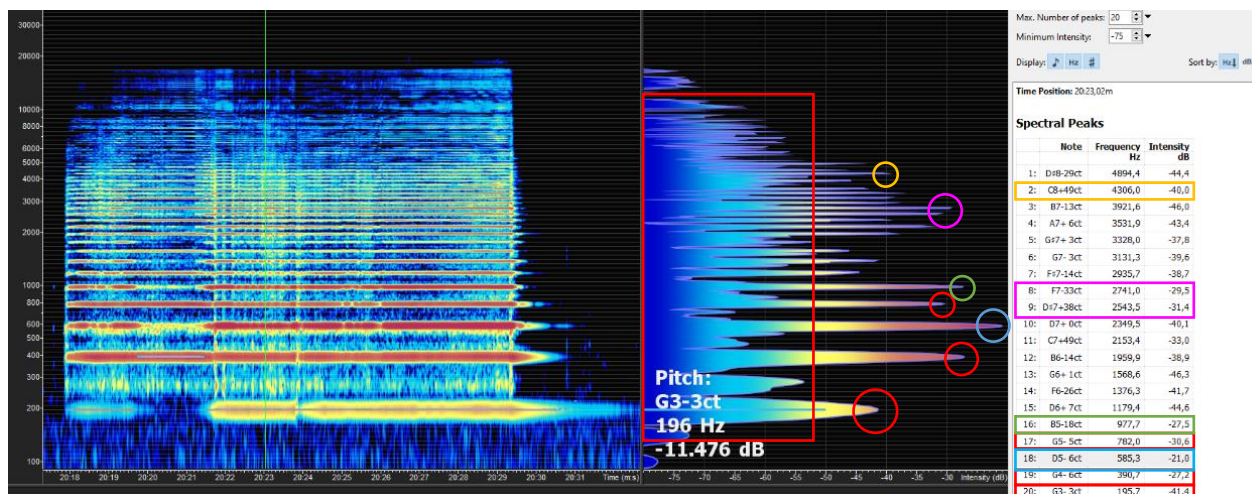 30000
20000
10000
8000
6000
5000
4000
3000
2000
1000
800
600
500
400
300
200
100
20:18 20:19 20:20 20:21 20:22 20:23 20:24 20:25 20:26 20:27 20:28 20:29 20:30 20:31 Time (m:s)
Pitch:
G3-3ct
196 Hz
-11.476 dB
-75 -70 -65 -60 -55 -50 -45 -40 -35 -30 Intensity (dB)
Max. Number of peaks: 20
Minimum Intensity: -75
Display: ♪ Hz # Sort by: Hz↓ dB
Time Position: 20:23,02m
Spectral Peaks
Note Frequency Intensity
Hz dB
1: D♯8-29ct 4894,4 -44,4
2: C8+49ct 4306,0 -40,0
3: B7-13ct 3921,6 -46,0
4: A7+ 6ct 3531,9 -43,4
5: G♯7+ 3ct 3328,0 -37,8
6: G7- 3ct 3131,3 -39,6
7: F♯7-14ct 2935,7 -38,7
8: F7-33ct 2741,0 -29,5
9: D♯7+38ct 2543,5 -31,4
10: D7+ 0ct 2349,5 -40,1
11: C7+49ct 2153,4 -33,0
12: B6-14ct 1959,9 -38,9
13: G6+ 1ct 1568,6 -46,3
14: F6-26ct 1376,3 -41,7
15: D6+ 7ct 1179,4 -44,6
16: B5-18ct 977,7 -27,5
17: G5- 5ct 782,0 -30,6
18: D5- 6ct 585,3 -21,0
19: G4- 6ct 390,7 -27,2
20: G3- 3ct 195,7 -41,4